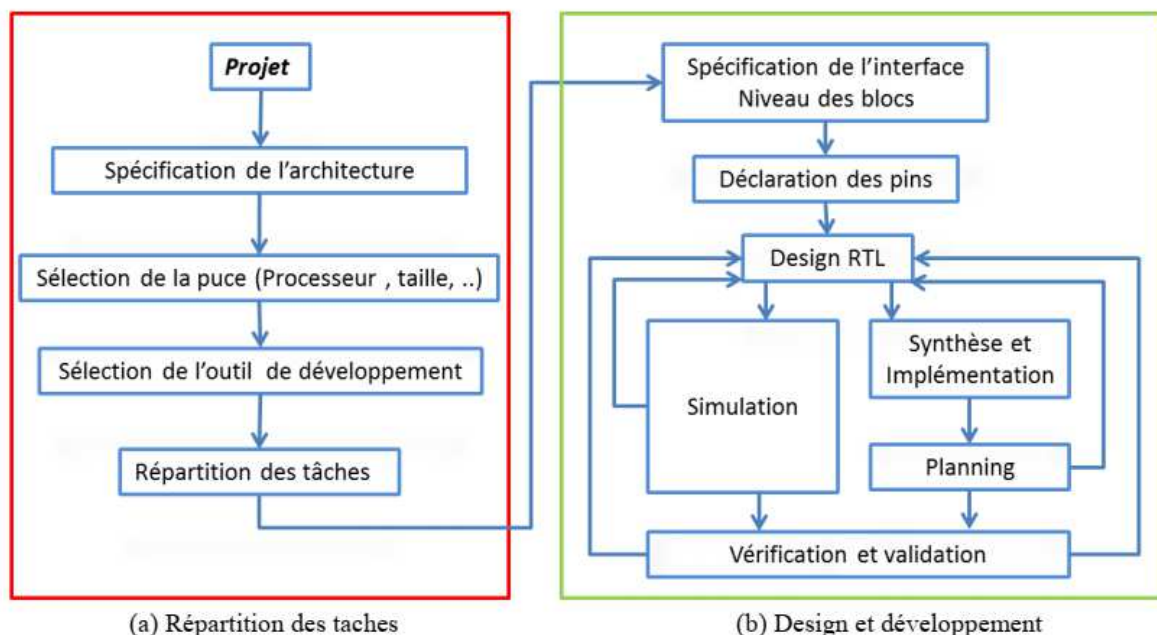 Projet
Spécification de l'architecture
Sélection de la puce (Processeur , taille, ..)
Sélection de l'outil de développement
Répartition des tâches
(a) Répartition des taches
Spécification de l'interface
Niveau des blocs
Déclaration des pins
Design RTL
Simulation
Synthèse et
Implémentation
Planning
Vérification et validation
(b) Design et développement